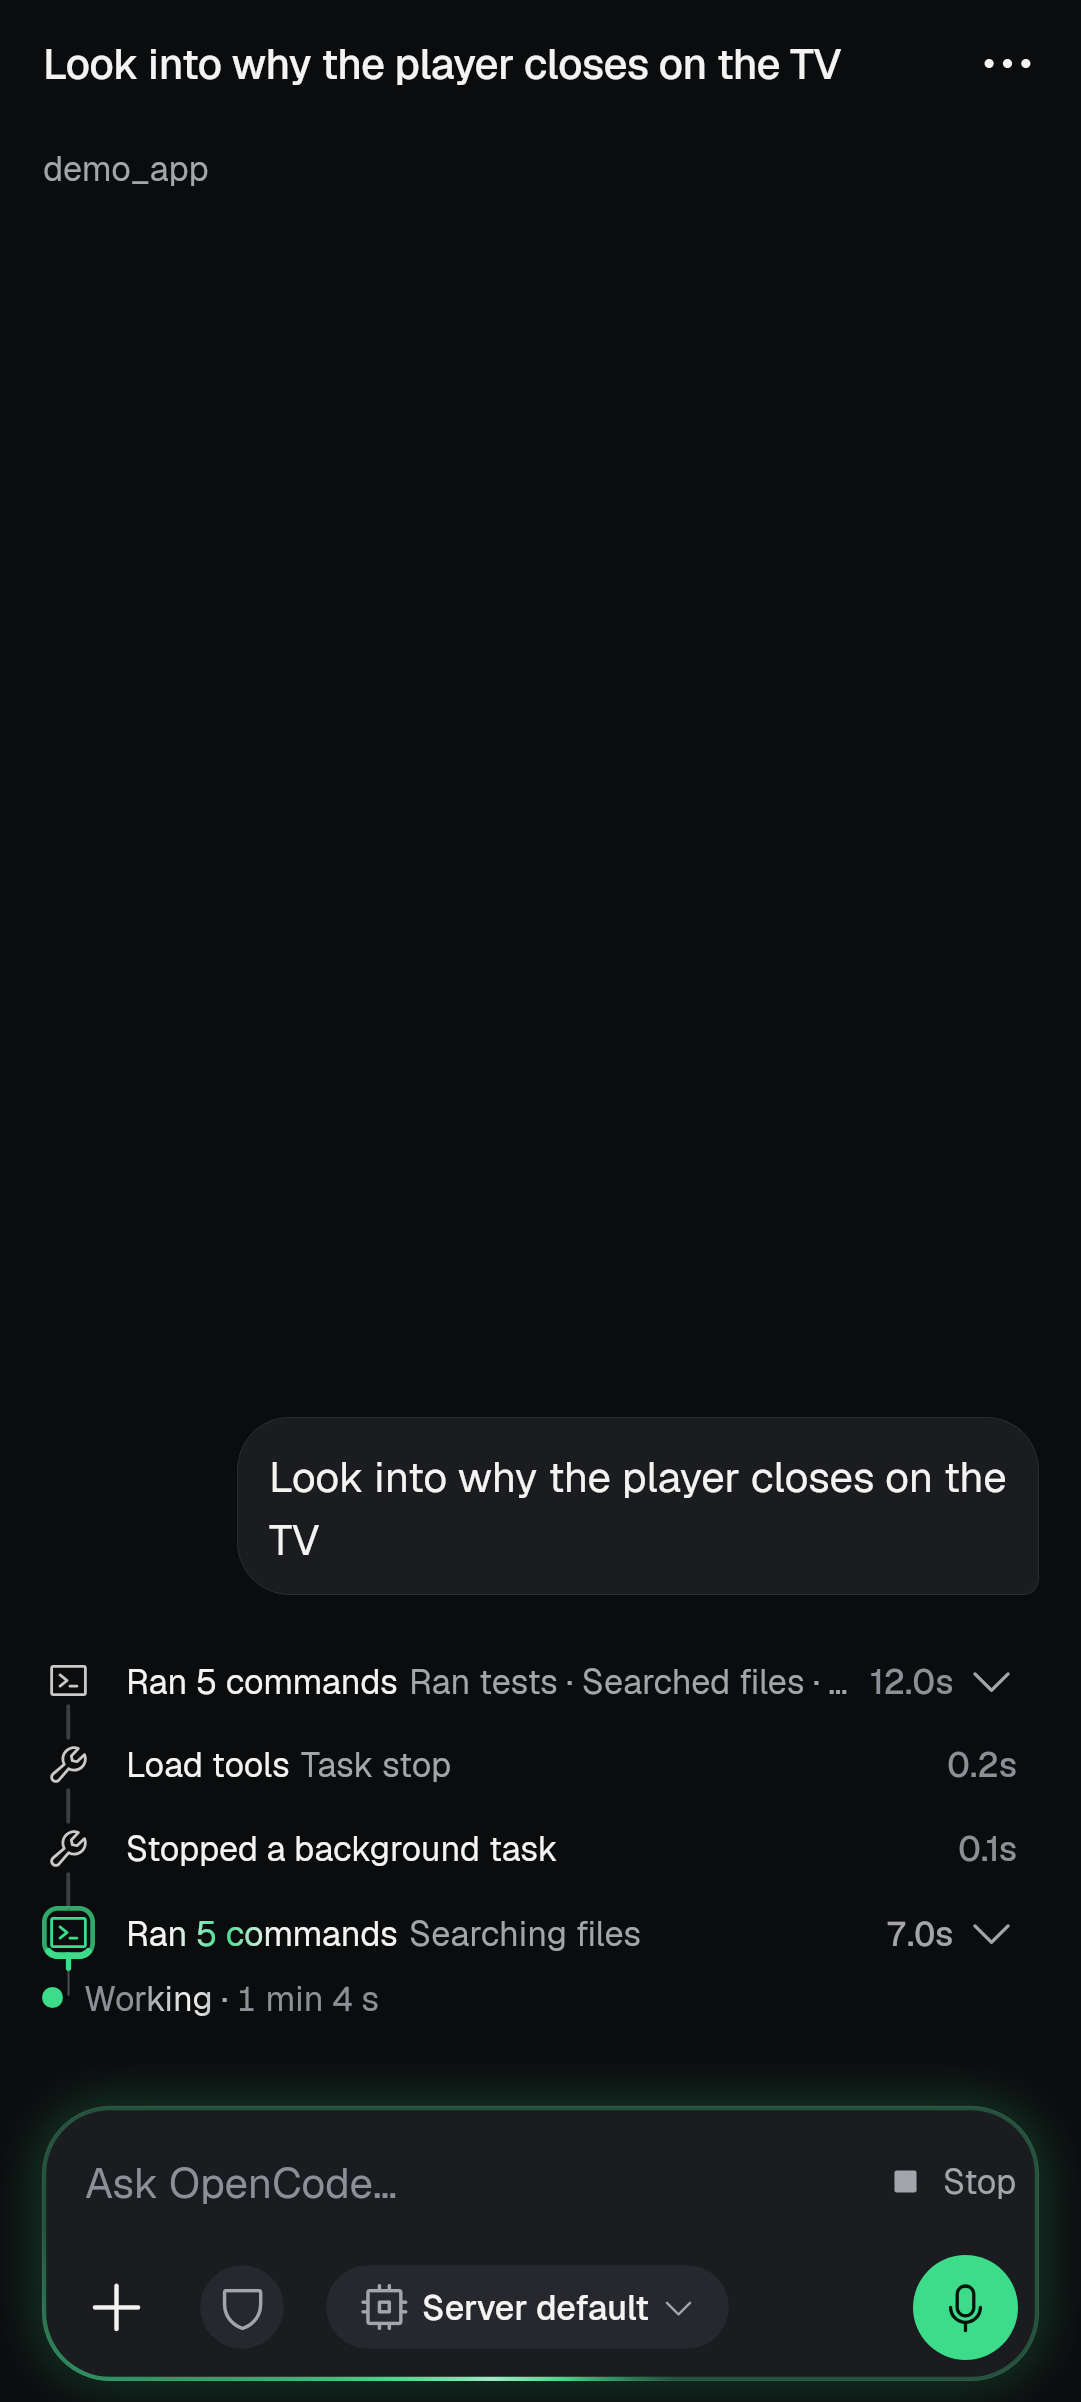 Look into why the player closes on the TV
demo_app
Look into why the player closes on the
TV
Ran 5 commands Ran tests · Searched files · … 12.0s
Load tools Task stop 0.2s
Stopped a background task 0.1s
Ran 5 commands Searching files 7.0s
Working · 1 min 4 s
Ask OpenCode… Stop
Server default